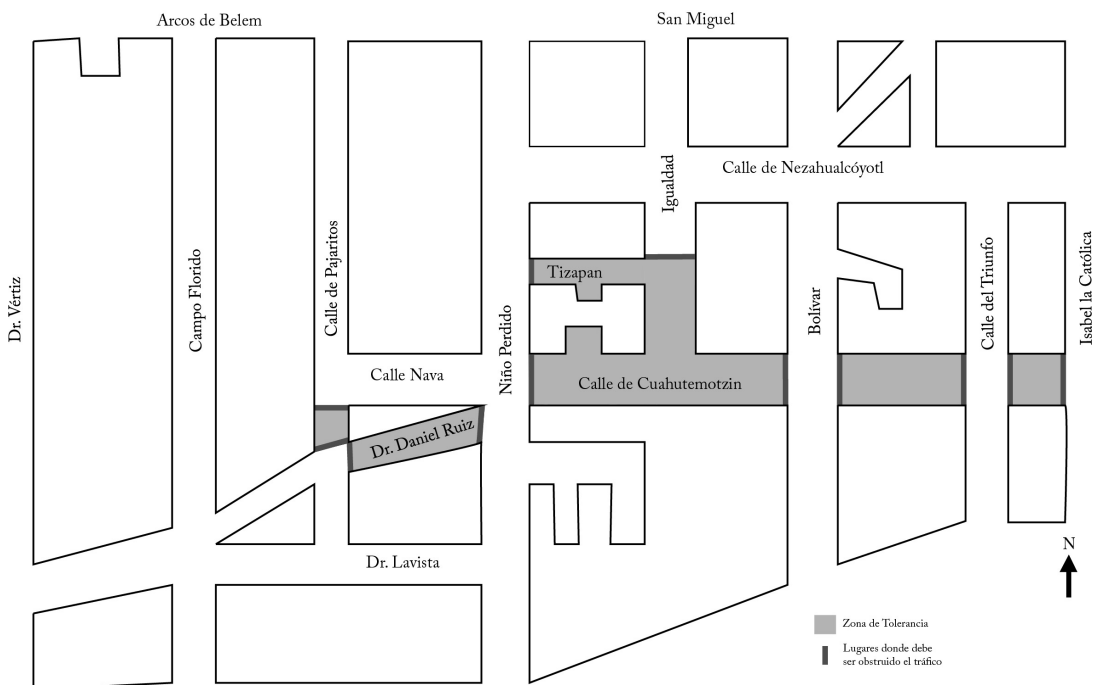 Arcos de Belem
San Miguel
Calle de Nezahualcóyotl
Igualdad
Calle de Pajaritos
Campo Florido
Dr. Vértiz
Tizapan
Niño Perdido
Bolívar
Calle del Triunfo
Isabel la Católica
Calle Nava
Calle de Cuahutemotzin
Dr. Daniel Ruiz
Dr. Lavista
N
Zona de Tolerancia
Lugares donde debe
ser obstruido el tráfico